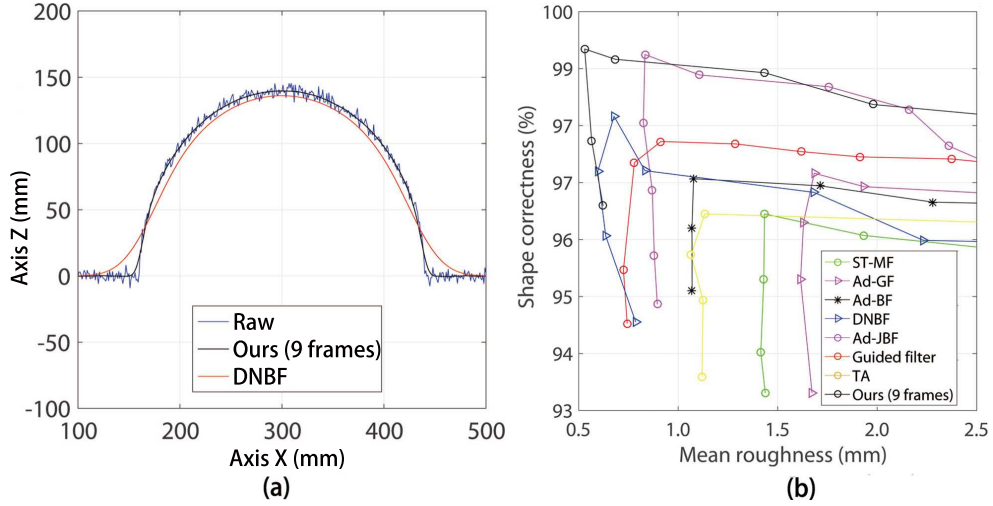 200
150
100
50
0
-50
-100
Axis Z (mm)
Raw
Ours (9 frames)
DNBF
100
200
300
400
500
Axis X (mm)
(a)
100
99
97
97
96
95
94
93
Shape correctness (%)
ST-MF
Ad-GF
Ad-BF
DNBF
Ad-JBF
Guided filter
TA
Ours (9 frames)
0.5
1.0
1.5
2.0
2.5
Mean roughness (mm)
(b)